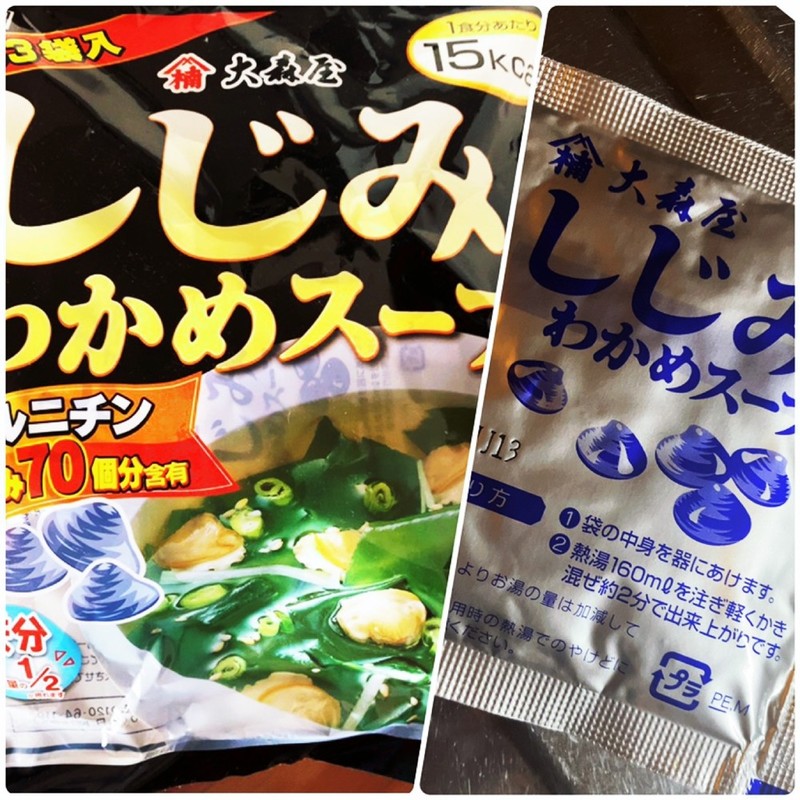 3袋入
1食分あたり
15kca
楠 大森屋
しじみ
わかめスープ
ルニチン
み70個分含有
1/2
楠 大森屋
しじみ
わかめスープ
J13
り方
1 袋の中身を器にあけます。
2 熱湯160mlを注ぎ軽くかき
混ぜ約2分で出来上がりです。
よりお湯の量は加減して
用時の熱湯でのやけどに
ください。
プラ
PE.M